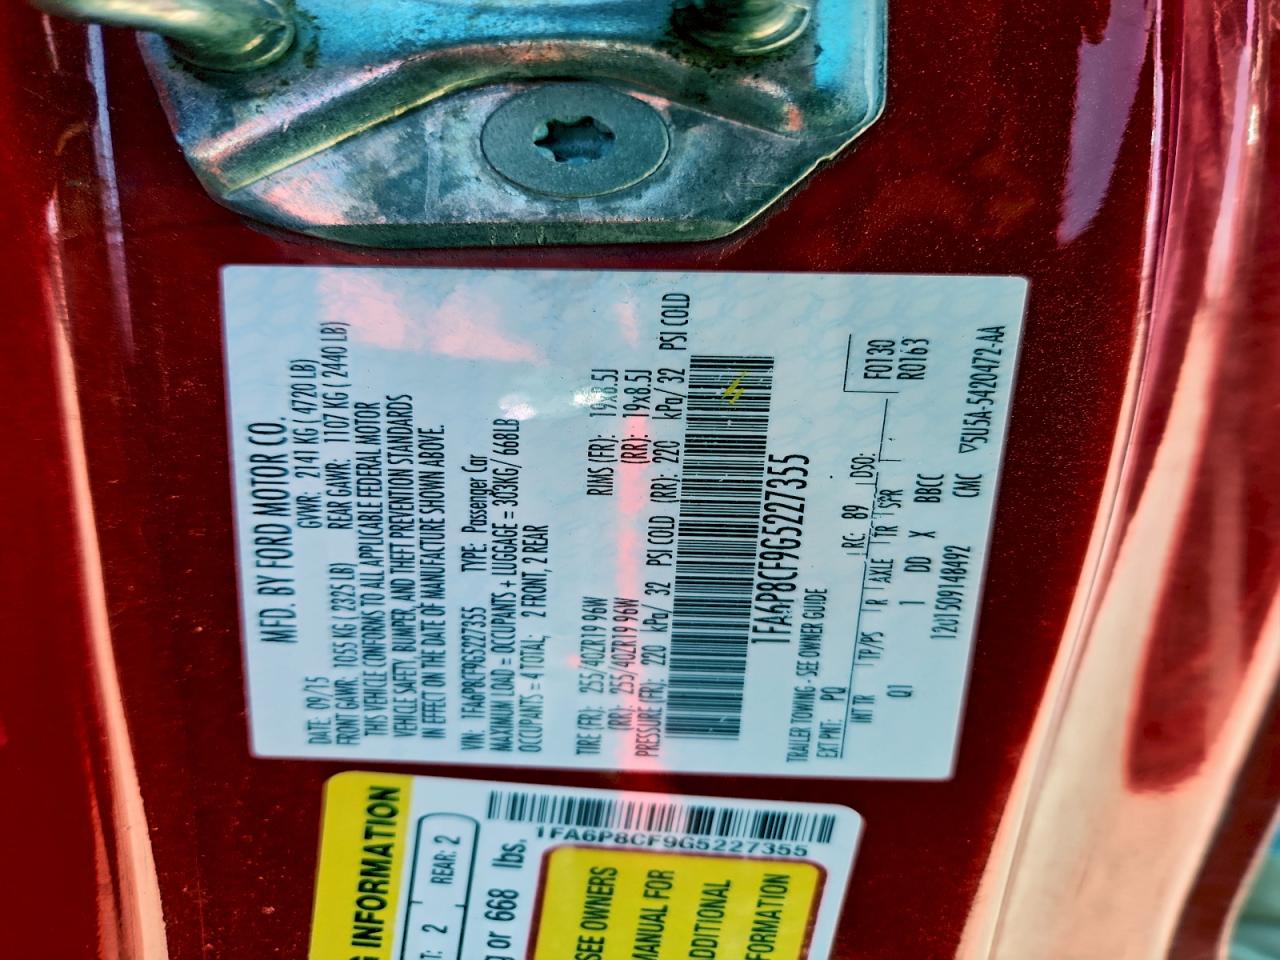 MFD. BY FORD MOTOR CO.
DATE: 09/15 GVWR: 2141 KG ( 4720 LB)
FRONT GAWR: 1055 KG ( 2325 LB) REAR GAWR: 1107 KG ( 2440 LB)
THIS VEHICLE CONFORMS TO ALL APPLICABLE FEDERAL MOTOR
VEHICLE SAFETY, BUMPER, AND THEFT PREVENTION STANDARDS
IN EFFECT ON THE DATE OF MANUFACTURE SHOWN ABOVE.
VIN: 1FA6P8CF9G5227355 TYPE: Passenger Car
MAXIMUM LOAD = OCCUPANTS + LUGGAGE = 303KG/ 668LB
OCCUPANTS = 4 TOTAL, 2 FRONT, 2 REAR
TIRE (FR): 255/40ZR19 96W RIMS (FR): 19x8.5J
(RR): 255/40ZR19 96W (RR): 19x8.5J
PRESSURE (FR): 220 kPa/ 32 PSI COLD (RR): 220 kPa/ 32 PSI COLD
1FA6P8CF9G5227355
TRAILER TOWING - SEE OWNER GUIDE F0130
R0163
EXT PNT: PQ RC: 89 DSO:
INT TR TP/PS R AXLE TR SPR
Q1 1 DD X BBCC
12015091484 92 CMC ▽5U5A-5420472-AA
INFORMATION
2 REAR: 2
or 668 lbs.
1FA6P8CF9G5227355
SEE OWNERS
MANUAL FOR